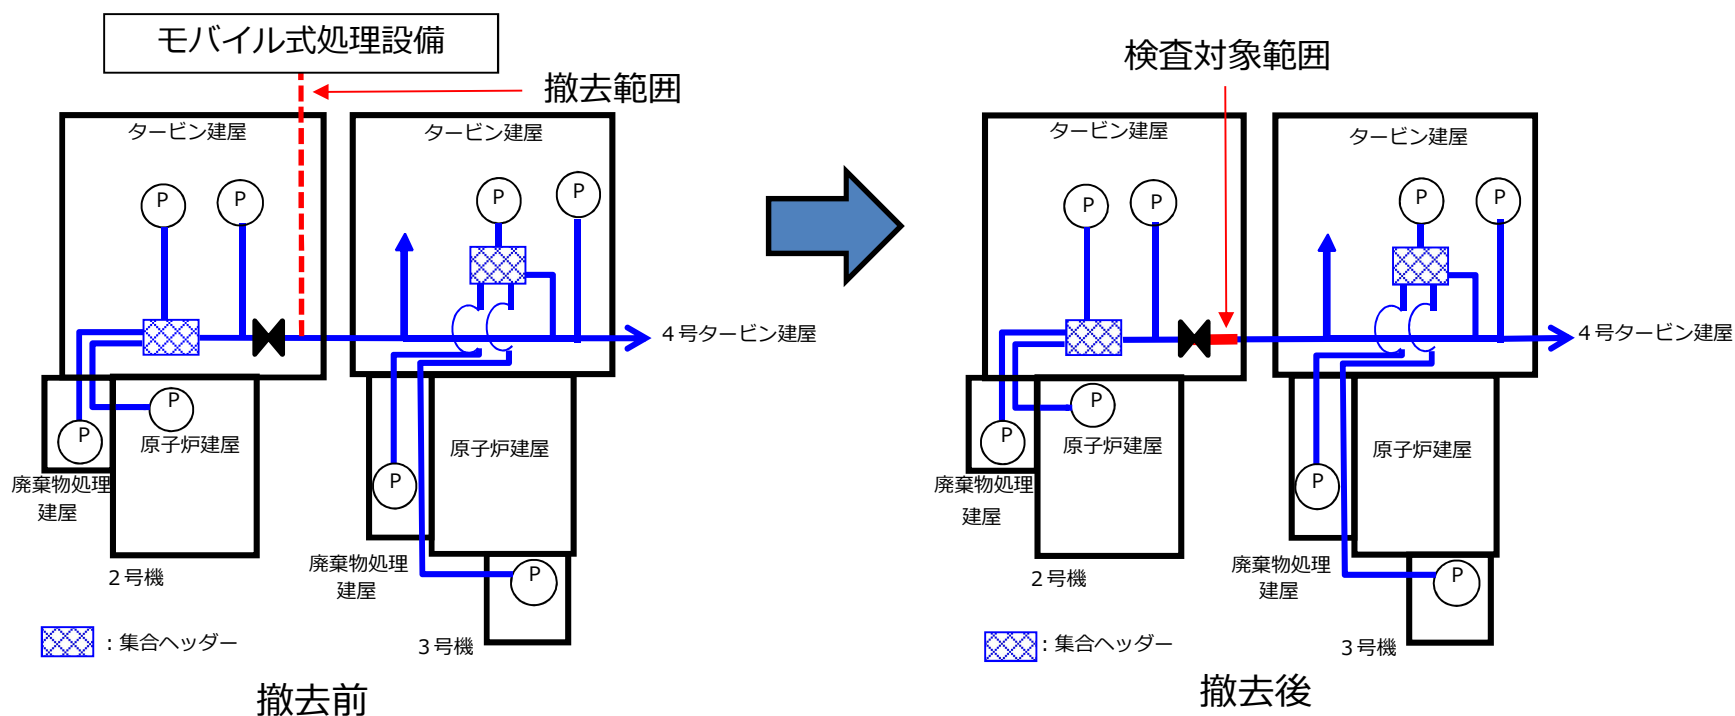 モバイル式処理設備
撤去範囲
タービン建屋
タービン建屋
P
P
P
P
４号タービン建屋
P
P
原子炉建屋
廃棄物処理
建屋
２号機
原子炉建屋
P
廃棄物処理
建屋
P
３号機
：集合ヘッダー
撤去前
検査対象範囲
タービン建屋
タービン建屋
P
P
P
P
４号タービン建屋
P
P
原子炉建屋
廃棄物処理
建屋
２号機
原子炉建屋
P
廃棄物処理
建屋
P
３号機
：集合ヘッダー
撤去後